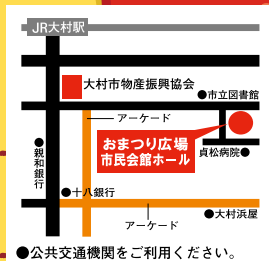 JR大村駅
大村市物産振興協会
●市立図書館
アーケード
おまつり広場
市民会館ホール
貞松病院●
●親和銀行
●十八銀行
●大村浜屋
アーケード
●公共交通機関をご利用ください。